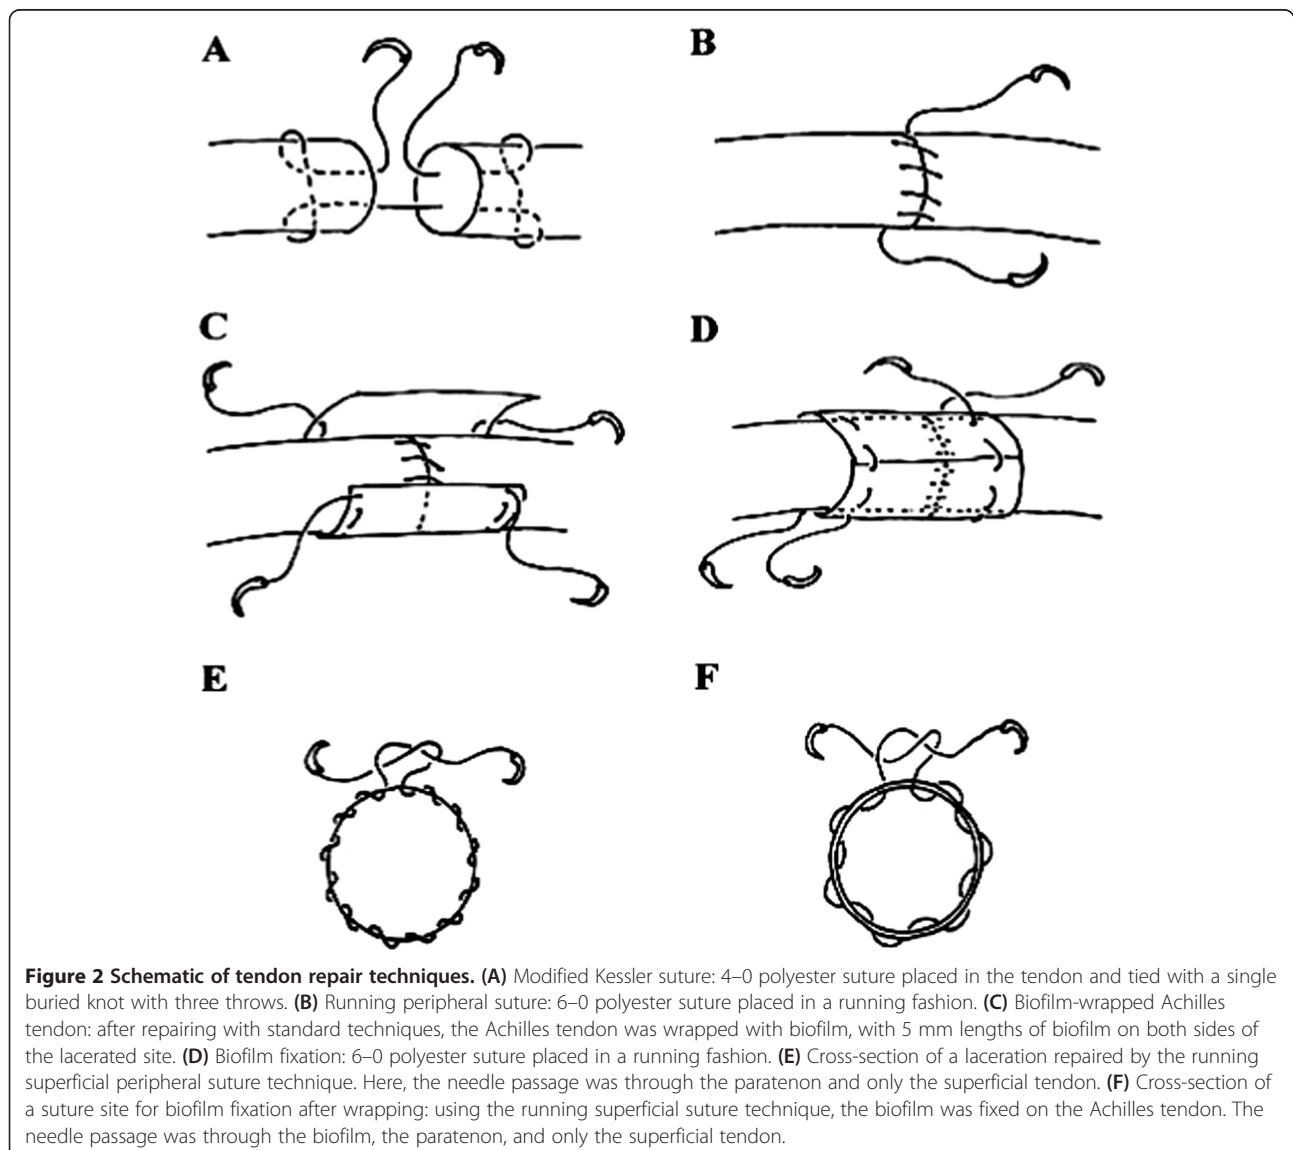 A
B
C
D
E
F
Figure 2 Schematic of tendon repair techniques. (A) Modified Kessler suture: 4–0 polyester suture placed in the tendon and tied with a single
buried knot with three throws. (B) Running peripheral suture: 6–0 polyester suture placed in a running fashion. (C) Biofilm-wrapped Achilles
tendon: after repairing with standard techniques, the Achilles tendon was wrapped with biofilm, with 5 mm lengths of biofilm on both sides of
the lacerated site. (D) Biofilm fixation: 6–0 polyester suture placed in a running fashion. (E) Cross-section of a laceration repaired by the running
superficial peripheral suture technique. Here, the needle passage was through the paratenon and only the superficial tendon. (F) Cross-section of
a suture site for biofilm fixation after wrapping: using the running superficial suture technique, the biofilm was fixed on the Achilles tendon. The
needle passage was through the biofilm, the paratenon, and only the superficial tendon.